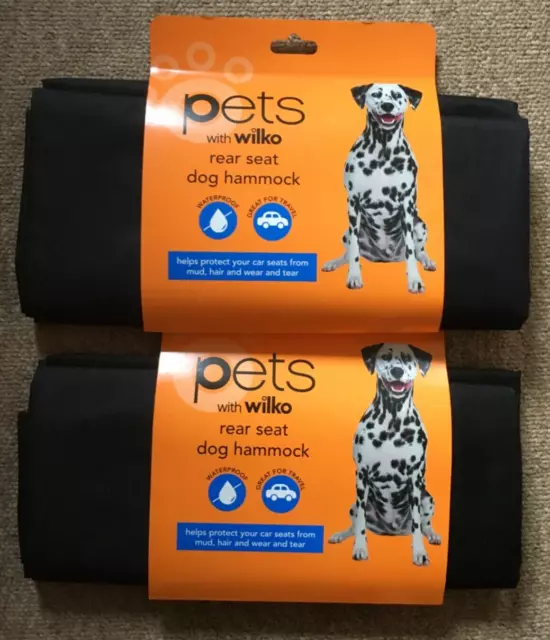 pets
with wilko
rear seat
dog hammock
WATERPROOF
GREAT FOR TRAVEL
helps protect your car seats from
mud, hair and wear and tear
pets
with wilko
rear seat
dog hammock
WATERPROOF
GREAT FOR TRAVEL
helps protect your car seats from
mud, hair and wear and tear